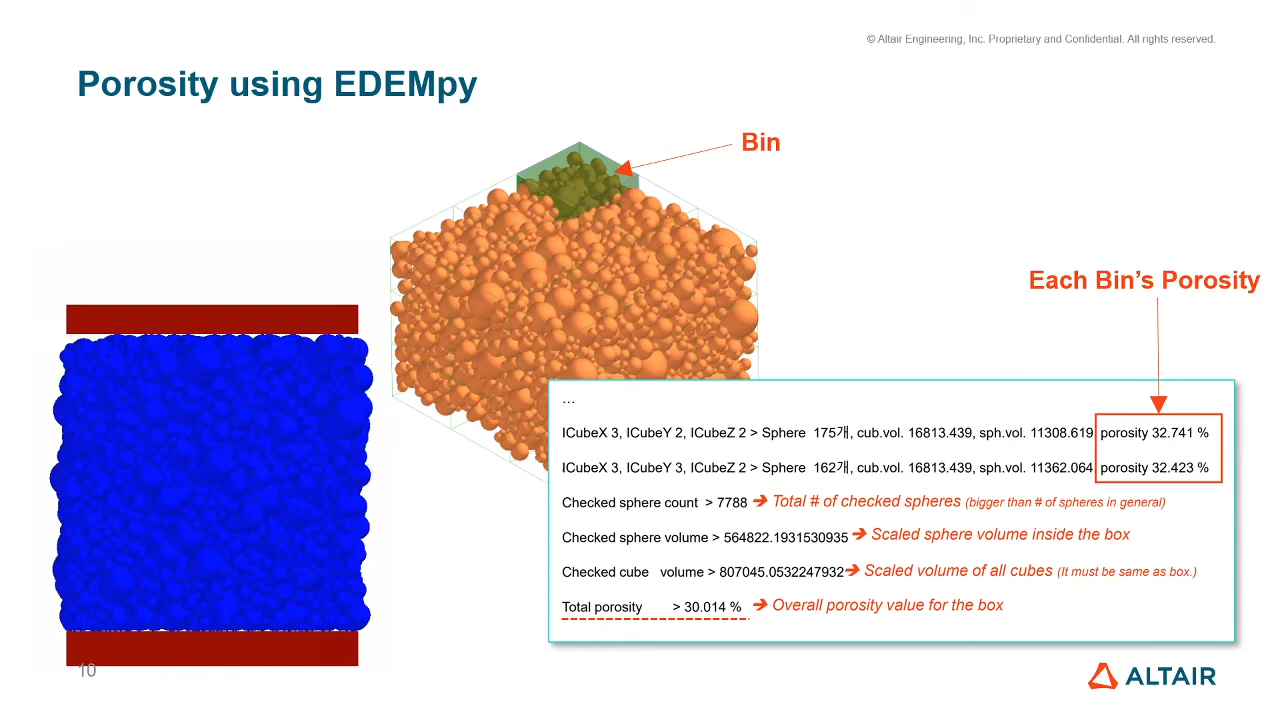 © Altair Engineering, Inc. Proprietary and Confidential. All rights reserved.
Porosity using EDEMpy
Bin
Each Bin's Porosity
...
ICubeX 3, ICubeY 2, ICubeZ 2 > Sphere 175개, cub.vol. 16813.439, sph.vol. 11308.619, porosity 32.741 %
ICubeX 3, ICubeY 3, ICubeZ 2 > Sphere 162개, cub.vol. 16813.439, sph.vol. 11362.064, porosity 32.423 %
Checked sphere count > 7788 ➔ Total # of checked spheres (bigger than # of spheres in general)
Checked sphere volume > 564822.1931530935 ➔ Scaled sphere volume inside the box
Checked cube volume > 807045.0532247932 ➔ Scaled volume of all cubes (It must be same as box.)
Total porosity > 30.014 % ➔ Overall porosity value for the box
10
ALTAIR